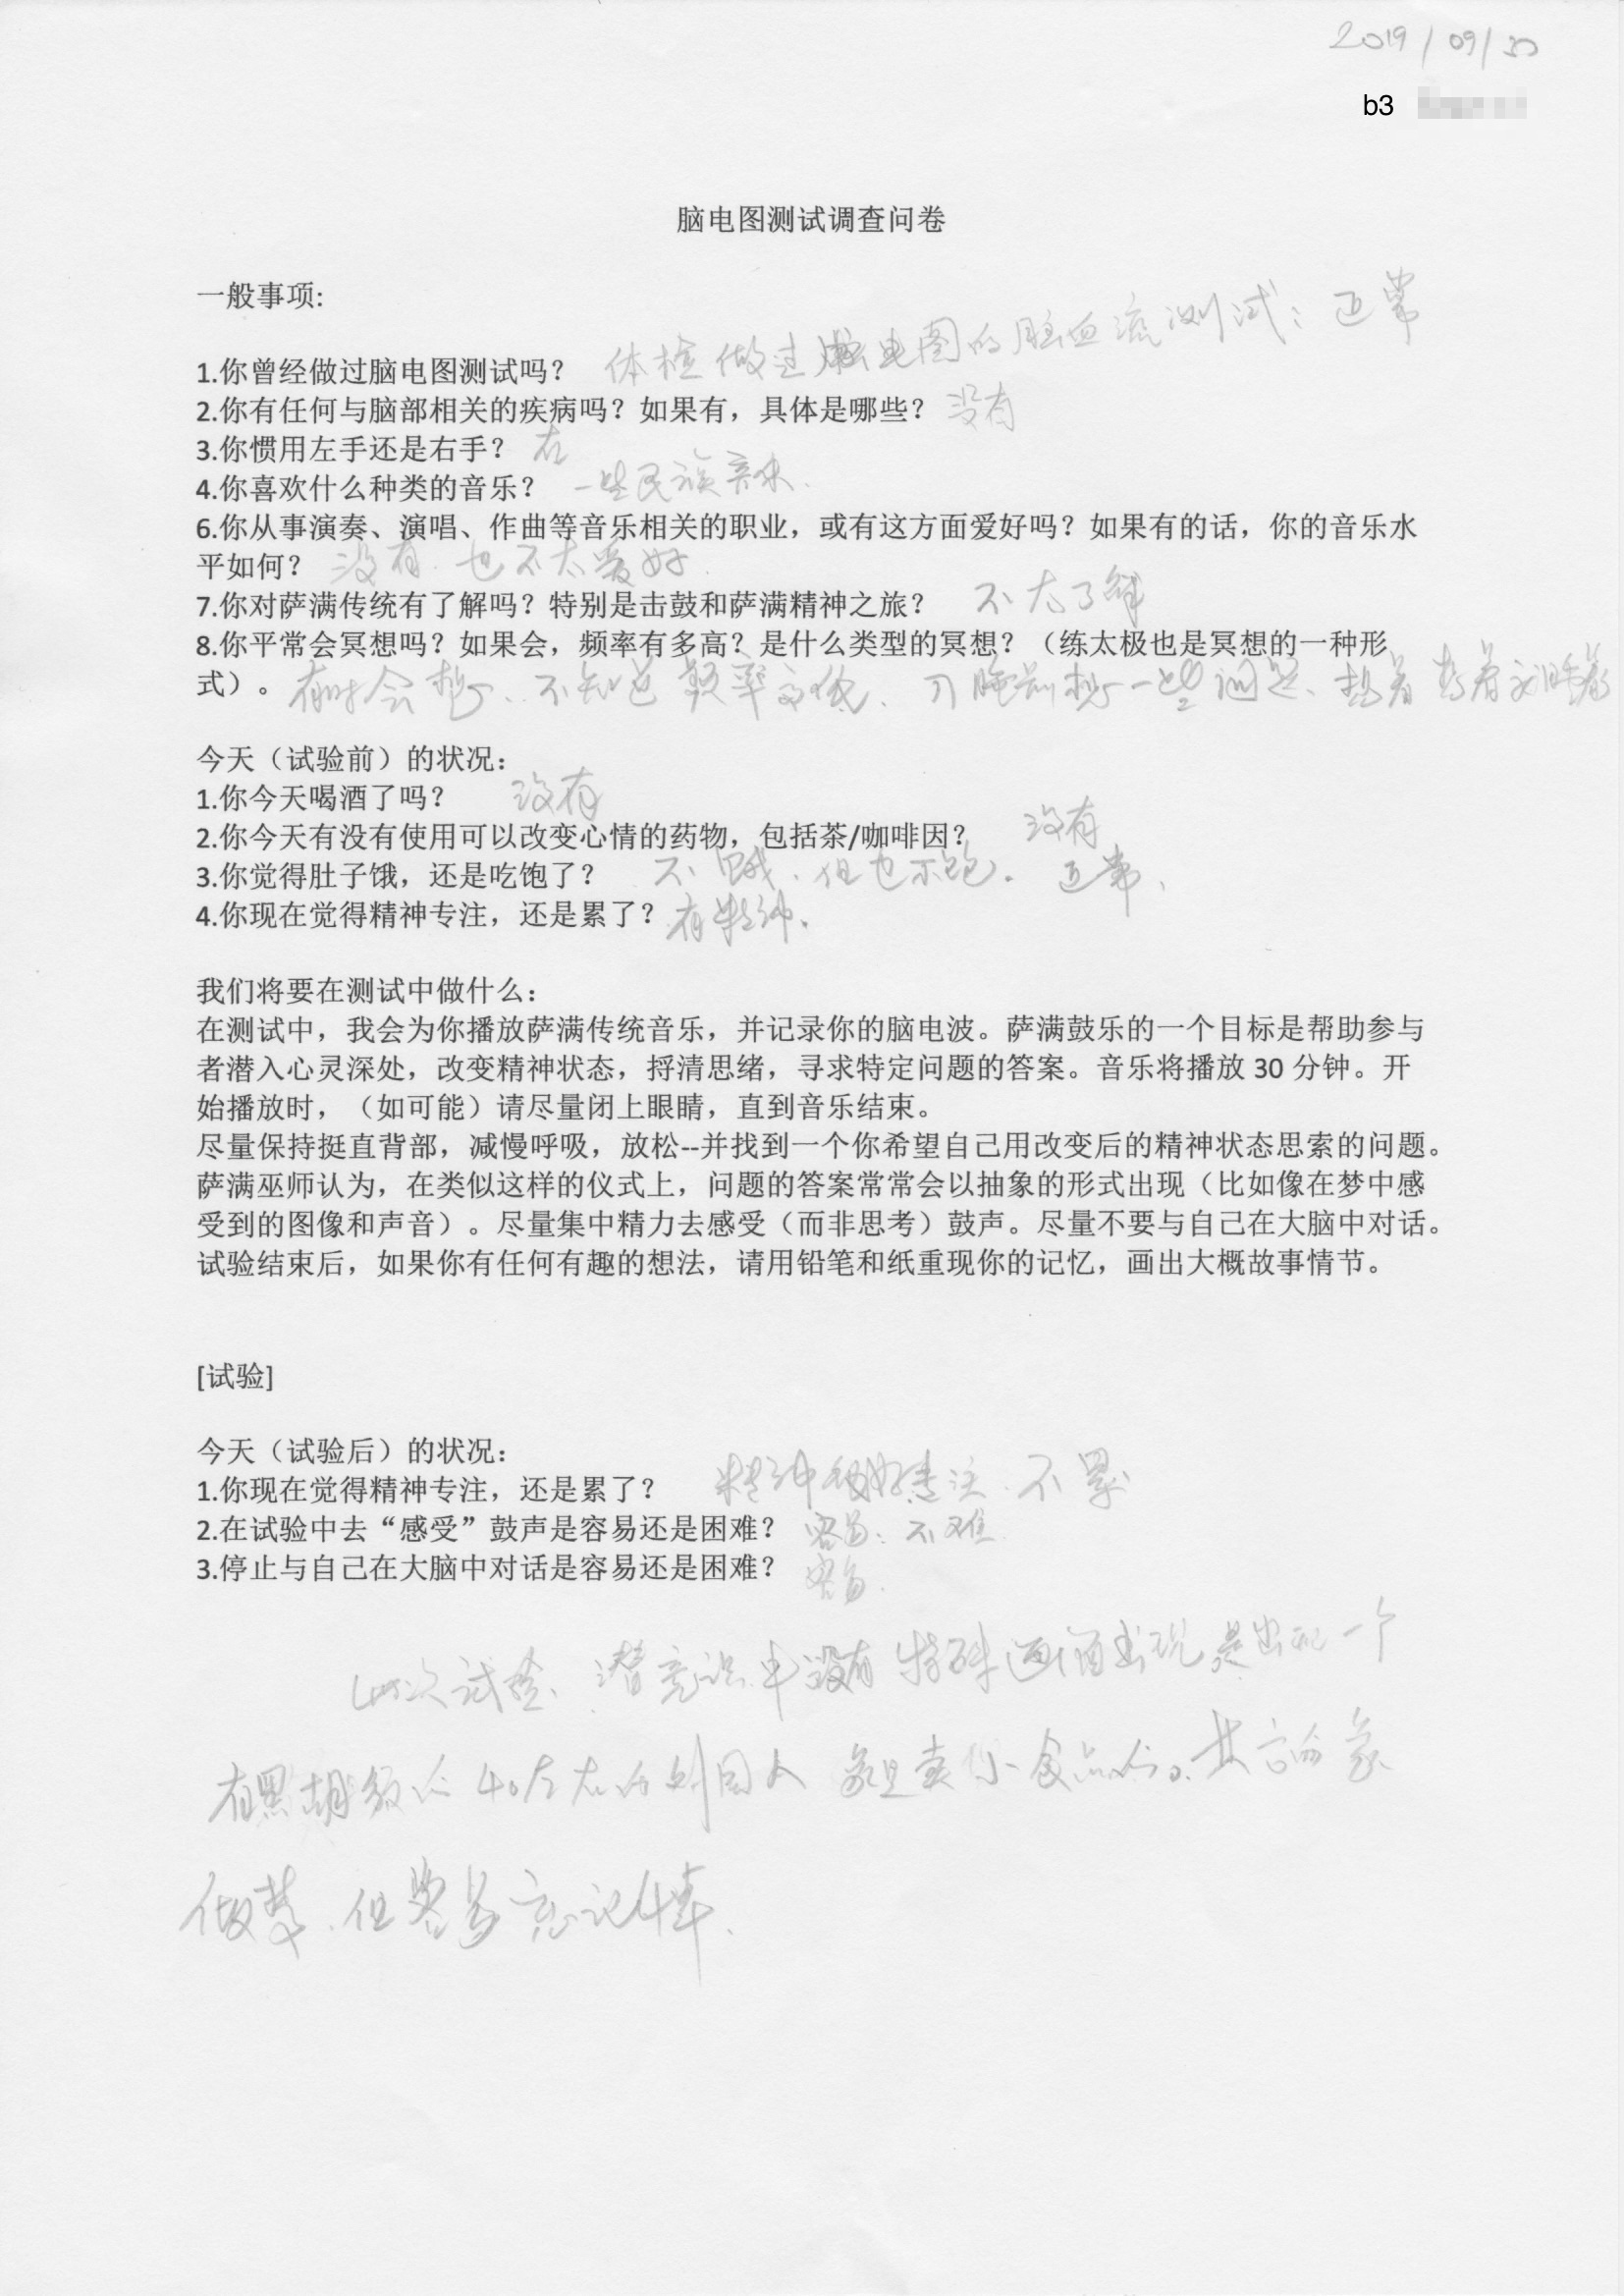 2019/09/30
b3
脑电图测试调查问卷
一般事项:
1.你曾经做过脑电图测试吗？ 体检做过脑电图的脑血流测试：正常
2.你有任何与脑部相关的疾病吗？如果有，具体是哪些？ 没有
3.你惯用左手还是右手？
4.你喜欢什么种类的音乐？ 一些民族音乐.
6.你从事演奏、演唱、作曲等音乐相关的职业，或有这方面爱好吗？如果有的话，你的音乐水
平如何？ 没有. 也不太爱好.
7.你对萨满传统有了解吗？特别是击鼓和萨满精神之旅？ 不太了解
8.你平常会冥想吗？如果会，频率有多高？是什么类型的冥想？（练太极也是冥想的一种形
式）。 有时会想、不知道频率高低、 睡前想一些问题、想着想着 睡着
今天（试验前）的状况：
1.你今天喝酒了吗？ 没有
2.你今天有没有使用可以改变心情的药物，包括茶/咖啡因？ 没有
3.你觉得肚子饿，还是吃饱了？ 不饿、但也不饱。正常、
4.你现在觉得精神专注，还是累了？ 有精神.
我们将要在测试中做什么：
在测试中，我会为你播放萨满传统音乐，并记录你的脑电波。萨满鼓乐的一个目标是帮助参与
者潜入心灵深处，改变精神状态，捋清思绪，寻求特定问题的答案。音乐将播放 30 分钟。开
始播放时，（如可能）请尽量闭上眼睛，直到音乐结束。
尽量保持挺直背部，减慢呼吸，放松--并找到一个你希望自己用改变后的精神状态思索的问题。
萨满巫师认为，在类似这样的仪式上，问题的答案常常会以抽象的形式出现（比如像在梦中感
受到的图像和声音）。尽量集中精力去感受（而非思考）鼓声。尽量不要与自己在大脑中对话。
试验结束后，如果你有任何有趣的想法，请用铅笔和纸重现你的记忆，画出大概故事情节。
[试验]
今天（试验后）的状况：
1.你现在觉得精神专注，还是累了？ 精神 专注. 不累
2.在试验中去“感受”鼓声是容易还是困难？ 容易. 不难.
3.停止与自己在大脑中对话是容易还是困难？ 容易.
此次试验、潜意识中没有特殊画面出现 出现一个
有黑胡须的40左右的外国人 卖小食品的。
做梦. 但容易忘记